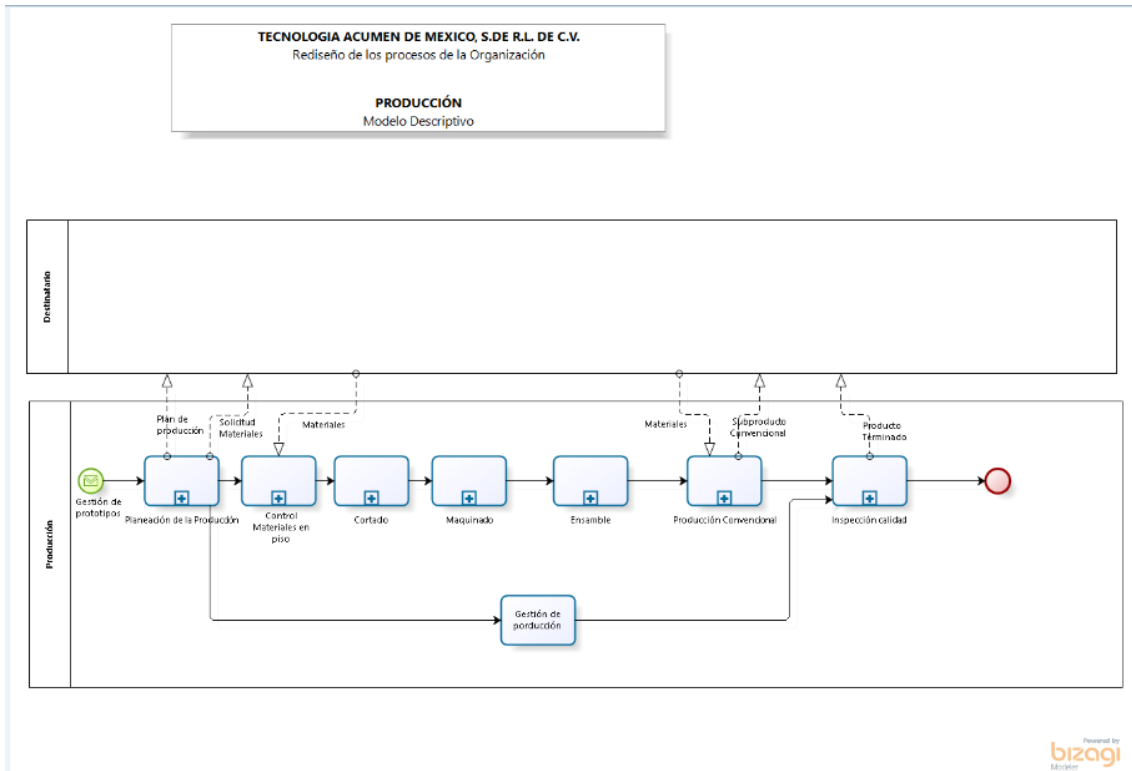 TECNOLOGIA ACUMEN DE MEXICO, S.DE R.L. DE C.V.
Rediseño de los procesos de la Organización
PRODUCCIÓN
Modelo Descriptivo
Destinatario
Producción
Plan de
producción
Solicitud
Materiales
Materiales
Materiales
Subproducto
Convencional
Producto
Terminado
Gestión de
prototipos
Planeación de la Producción
Control
Materiales en
piso
Cortado
Maquinado
Ensamble
Producción Convencional
Inspección calidad
Gestión de
porducción
Powered by
bizagi
Modeler